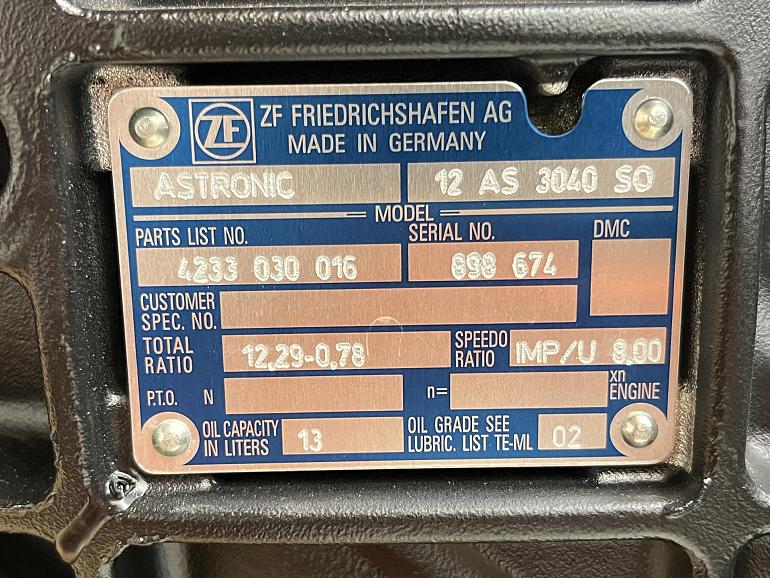 ZF ZF FRIEDRICHSHAFEN AG
MADE IN GERMANY
ASTRONIC 12 AS 3040 SO
MODEL
PARTS LIST NO. SERIAL NO. DMC
4233 030 016 898 674
CUSTOMER
SPEC. NO.
TOTAL
RATIO 12,29-0,78 SPEEDO
RATIO IMP/U 8,00
P.T.O. N n= xn
ENGINE
OIL CAPACITY
IN LITERS 13 OIL GRADE SEE
LUBRIC. LIST TE-ML 02